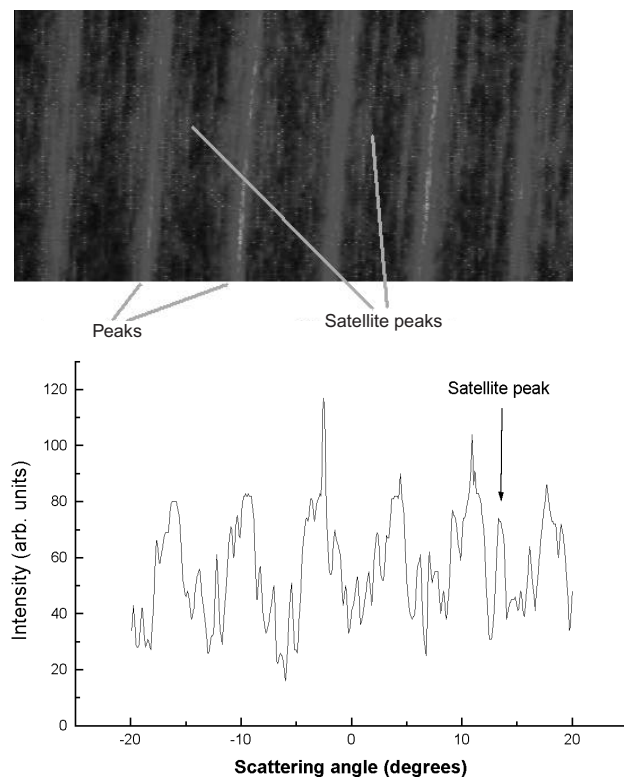 Peaks
Satellite peaks
Satellite peak
120
100
80
60
40
20
0
Intensity (arb. units)
-20
-10
0
10
20
Scattering angle (degrees)